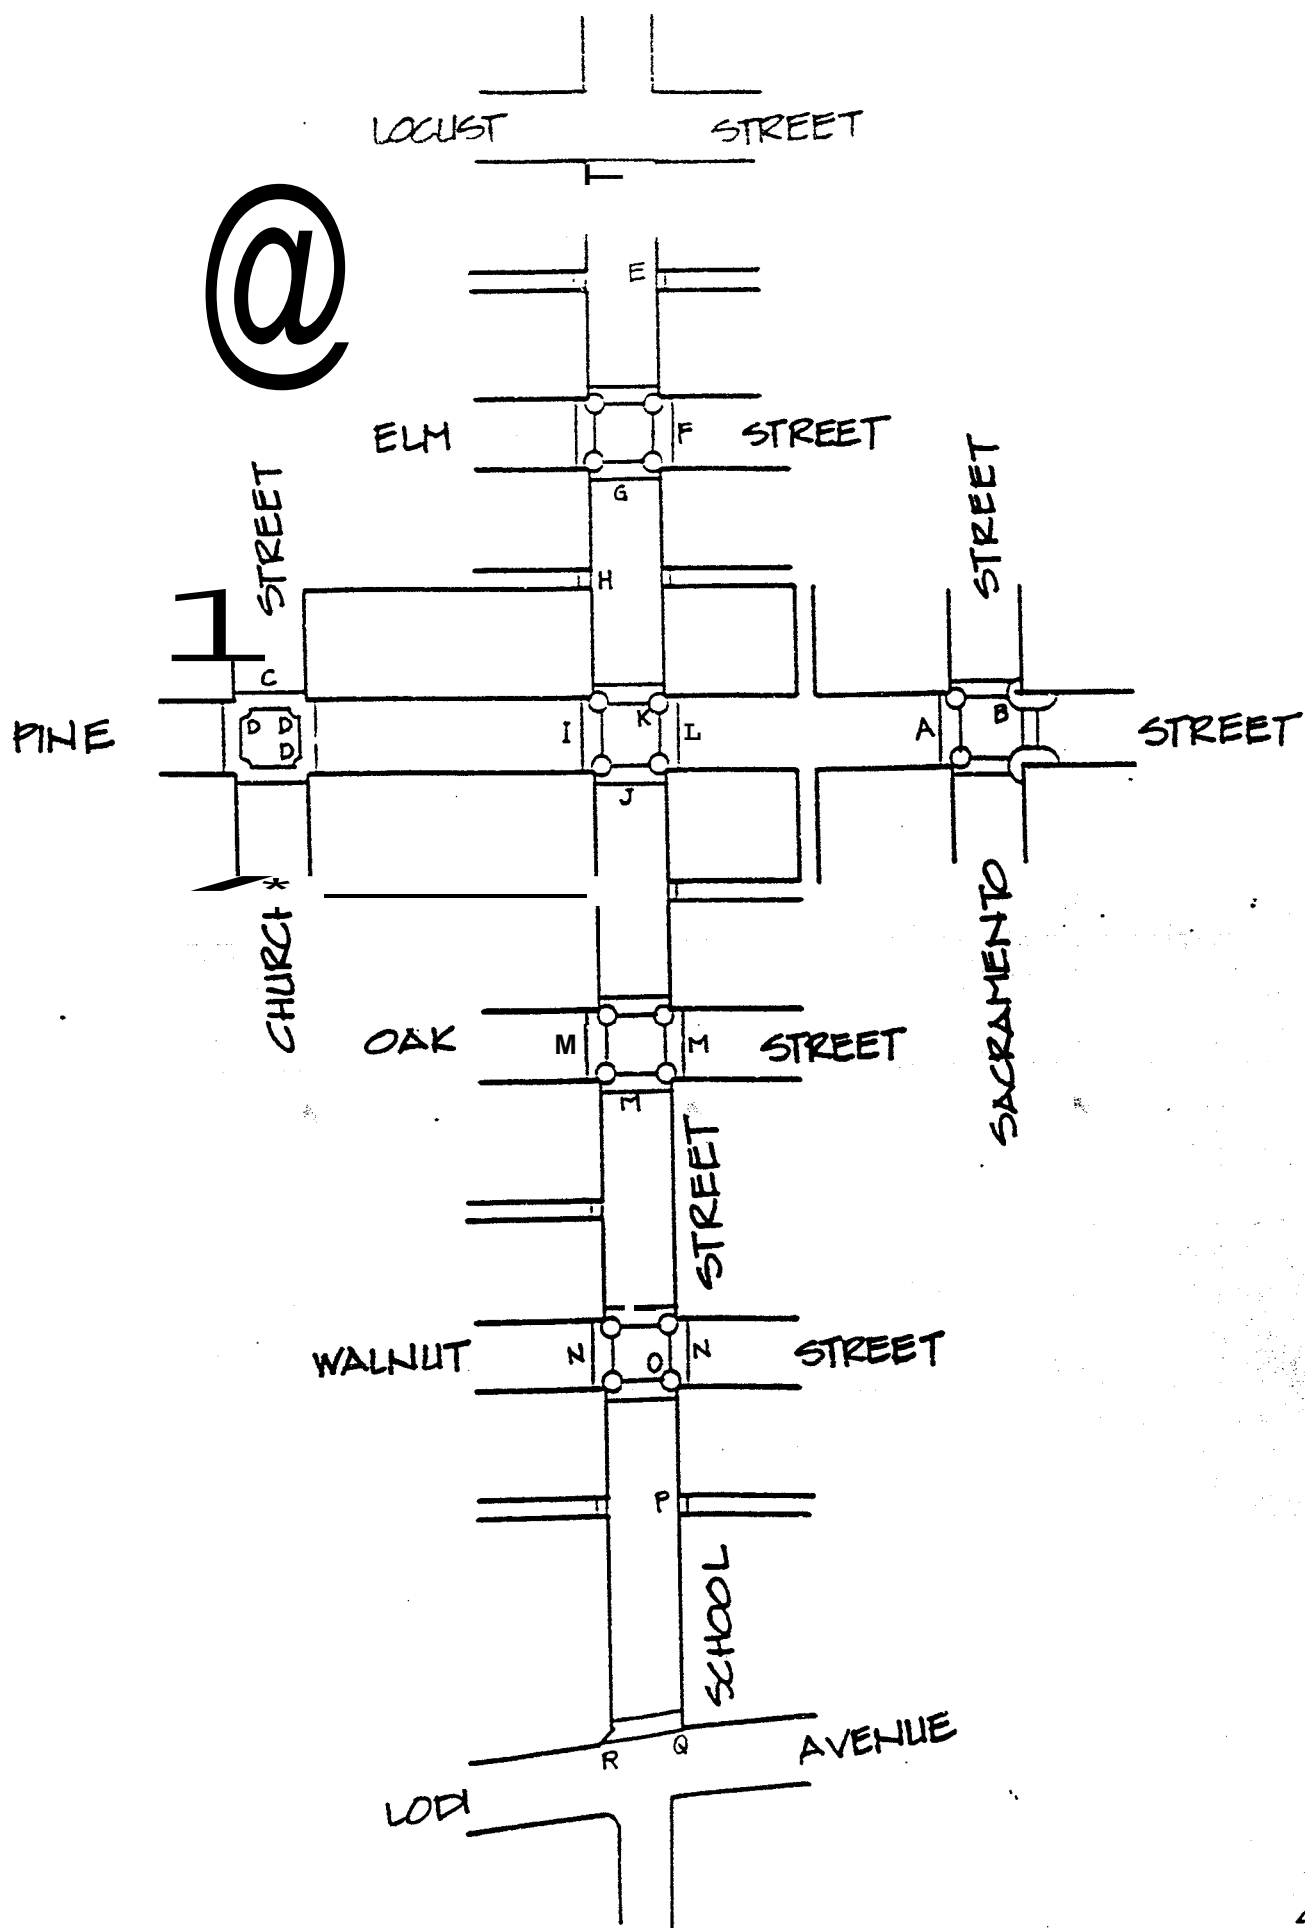 LOCUST STREET
T
@
E
ELM F STREET
G
STREET
STREET
H
1
C
PINE D D D I K L A B STREET
J
CHURCH *
SACRAMENTO
OAK M M STREET
M
STREET
WALNUT N O N STREET
P
SCHOOL
R Q
AVENUE
LODI